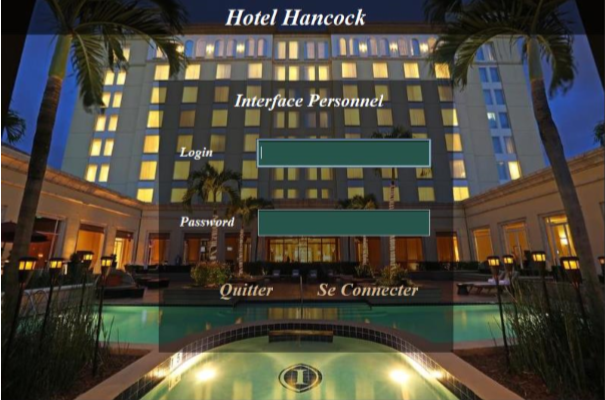 Hotel Hancock
Interface Personnel
Login
Password
Quitter Se Connecter
I